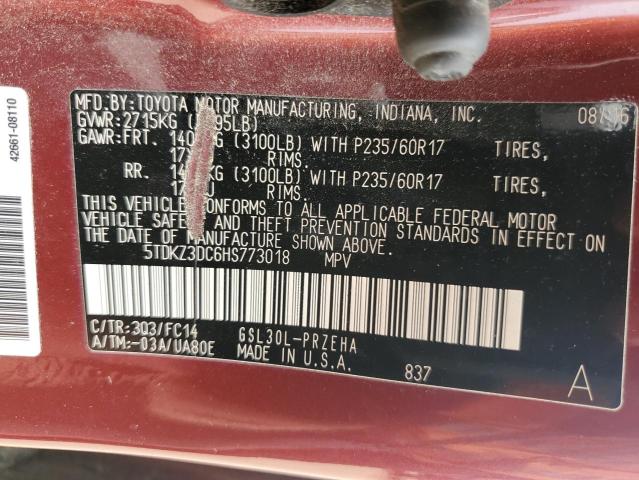 MFD.BY:TOYOTA MOTOR MANUFACTURING, INDIANA, INC.
GVWR:2715KG
GAWR:FRT. (3100LB) WITH P235/60R17 TIRES,
RIMS.
RR. (3100LB) WITH P235/60R17 TIRES,
RIMS.
THIS VEHICLE CONFORMS TO ALL APPLICABLE FEDERAL MOTOR
VEHICLE SAFETY AND THEFT PREVENTION STANDARDS IN EFFECT ON
THE DATE OF MANUFACTURE SHOWN ABOVE.
5TDKZ3DC6HS773018 MPV
C/TR:3Q3/FC14 GSL30L-PRZEHA
A/TM:-03A/UA80E MADE IN U.S.A.
837 A
42661-08110